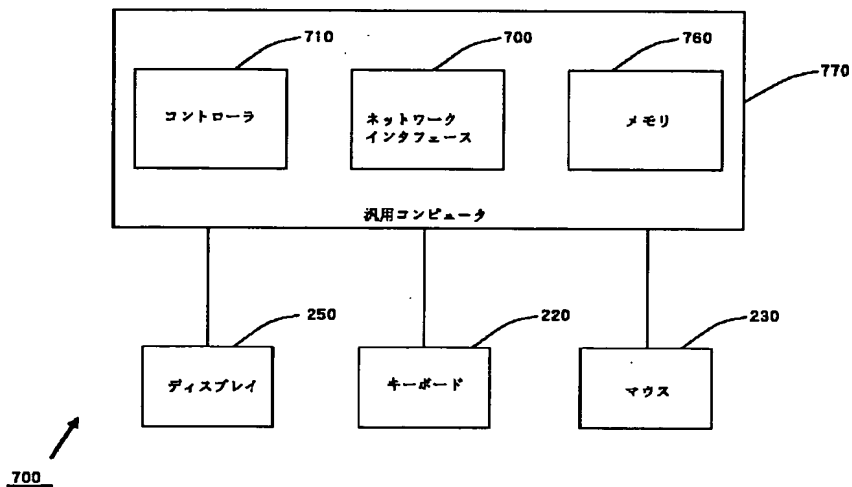 710
700
760
770
コントローラ
ネットワーク
インタフェース
メモリ
汎用コンピュータ
250
220
230
ディスプレイ
キーボード
マウス
700